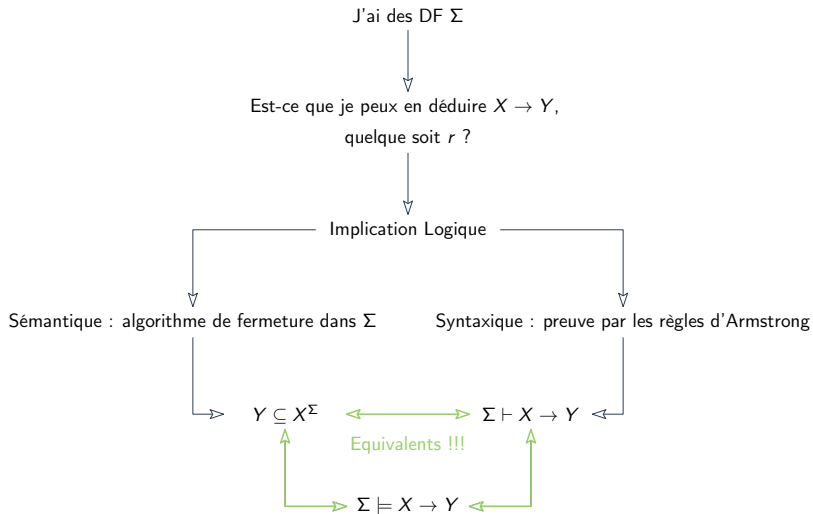 J'ai des DF Σ
Est-ce que je peux en déduire X → Y,
quelque soit r ?
Implication Logique
Sémantique : algorithme de fermeture dans Σ
Syntaxique : preuve par les règles d'Armstrong
Y ⊆ X^Σ
Σ ⊢ X → Y
Equivalents !!!
Σ ⊨ X → Y